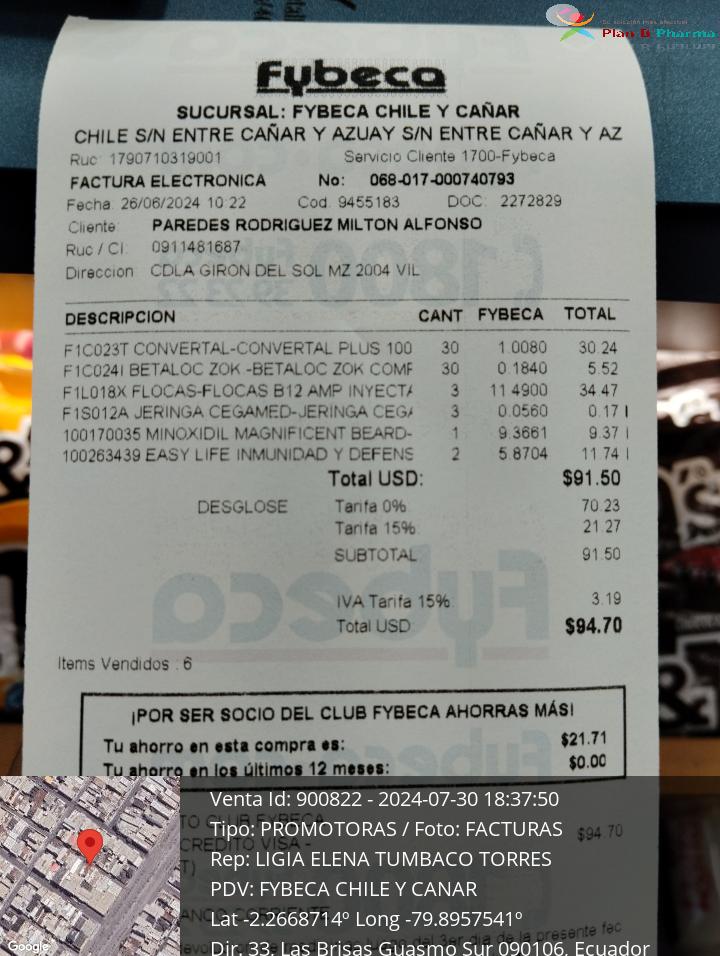 Tu solución más efectiva!
Plan B Pharma
Fybeca
SUCURSAL: FYBECA CHILE Y CAÑAR
CHILE S/N ENTRE CAÑAR Y AZUAY S/N ENTRE CAÑAR Y AZ
Ruc: 1790710319001 Servicio Cliente 1700-Fybeca
FACTURA ELECTRONICA No: 068-017-000740793
Fecha: 26/06/2024 10:22 Cod: 9455183 DOC: 2272829
Cliente: PAREDES RODRIGUEZ MILTON ALFONSO
Ruc / CI: 0911481687
Direccion: CDLA GIRON DEL SOL MZ 2004 VIL
DESCRIPCION CANT FYBECA TOTAL
F1C023T CONVERTAL-CONVERTAL PLUS 100 30 1.0080 30.24
F1C024I BETALOC ZOK -BETALOC ZOK COMF 30 0.1840 5.52
F1L018X FLOCAS-FLOCAS B12 AMP INYECTA 3 11.4900 34.47
F1S012A JERINGA CEGAMED-JERINGA CEGA 3 0.0560 0.17 I
100170035 MINOXIDIL MAGNIFICENT BEARD- 1 9.3661 9.37 I
100263439 EASY LIFE INMUNIDAD Y DEFENS 2 5.8704 11.74 I
Total USD: $91.50
DESGLOSE Tarifa 0% 70.23
Tarifa 15% 21.27
SUBTOTAL 91.50
IVA Tarifa 15% 3.19
Total USD $94.70
Items Vendidos : 6
¡POR SER SOCIO DEL CLUB FYBECA AHORRAS MÁS!
Tu ahorro en esta compra es: $21.71
Tu ahorro en los últimos 12 meses: $0.00
CLUB FYBECA $94.70
CREDITO VISA -
Venta Id: 900822 - 2024-07-30 18:37:50
Tipo: PROMOTORAS / Foto: FACTURAS
Rep: LIGIA ELENA TUMBACO TORRES
PDV: FYBECA CHILE Y CANAR
Lat -2.2668714º Long -79.8957541º
Dir. 33, Las Brisas Guasmo Sur 090106, Ecuador
Google